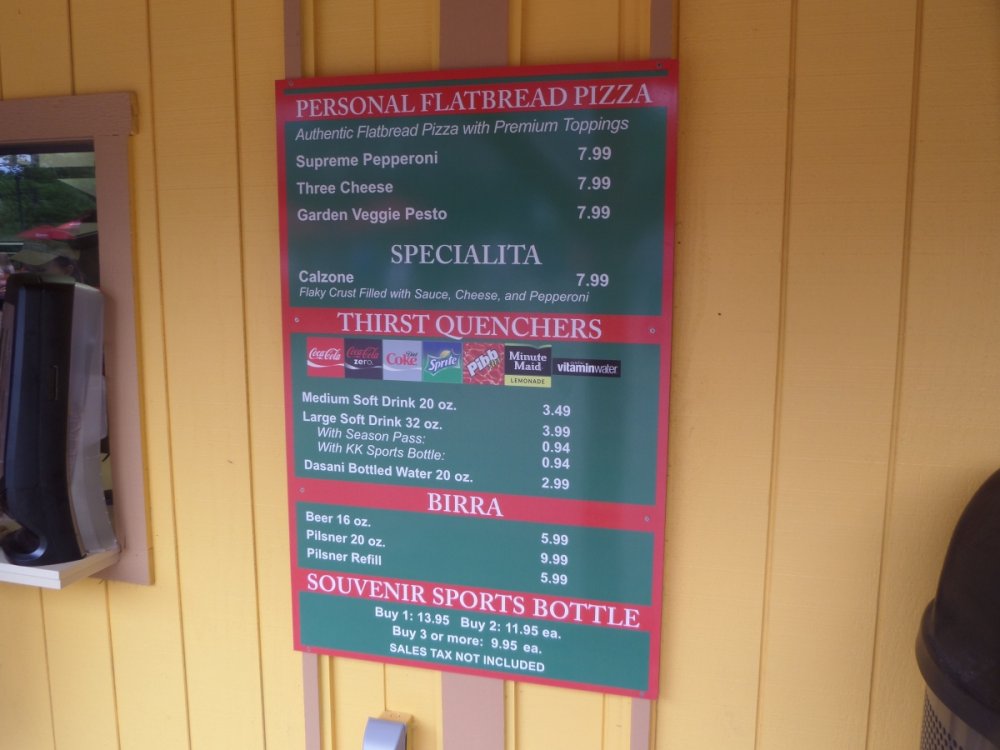 PERSONAL FLATBREAD PIZZA
Authentic Flatbread Pizza with Premium Toppings
Supreme Pepperoni 7.99
Three Cheese 7.99
Garden Veggie Pesto 7.99
SPECIALITA
Calzone 7.99
Flaky Crust Filled with Sauce, Cheese, and Pepperoni
THIRST QUENCHERS
Coca-Cola
Coca-Cola zero
Diet Coke
Sprite
Pibb
Minute Maid LEMONADE
vitaminwater
Medium Soft Drink 20 oz. 3.49
Large Soft Drink 32 oz. 3.99
With Season Pass: 0.94
With KK Sports Bottle: 0.94
Dasani Bottled Water 20 oz. 2.99
BIRRA
Beer 16 oz. 5.99
Pilsner 20 oz. 9.99
Pilsner Refill 5.99
SOUVENIR SPORTS BOTTLE
Buy 1: 13.95 Buy 2: 11.95 ea.
Buy 3 or more: 9.95 ea.
SALES TAX NOT INCLUDED